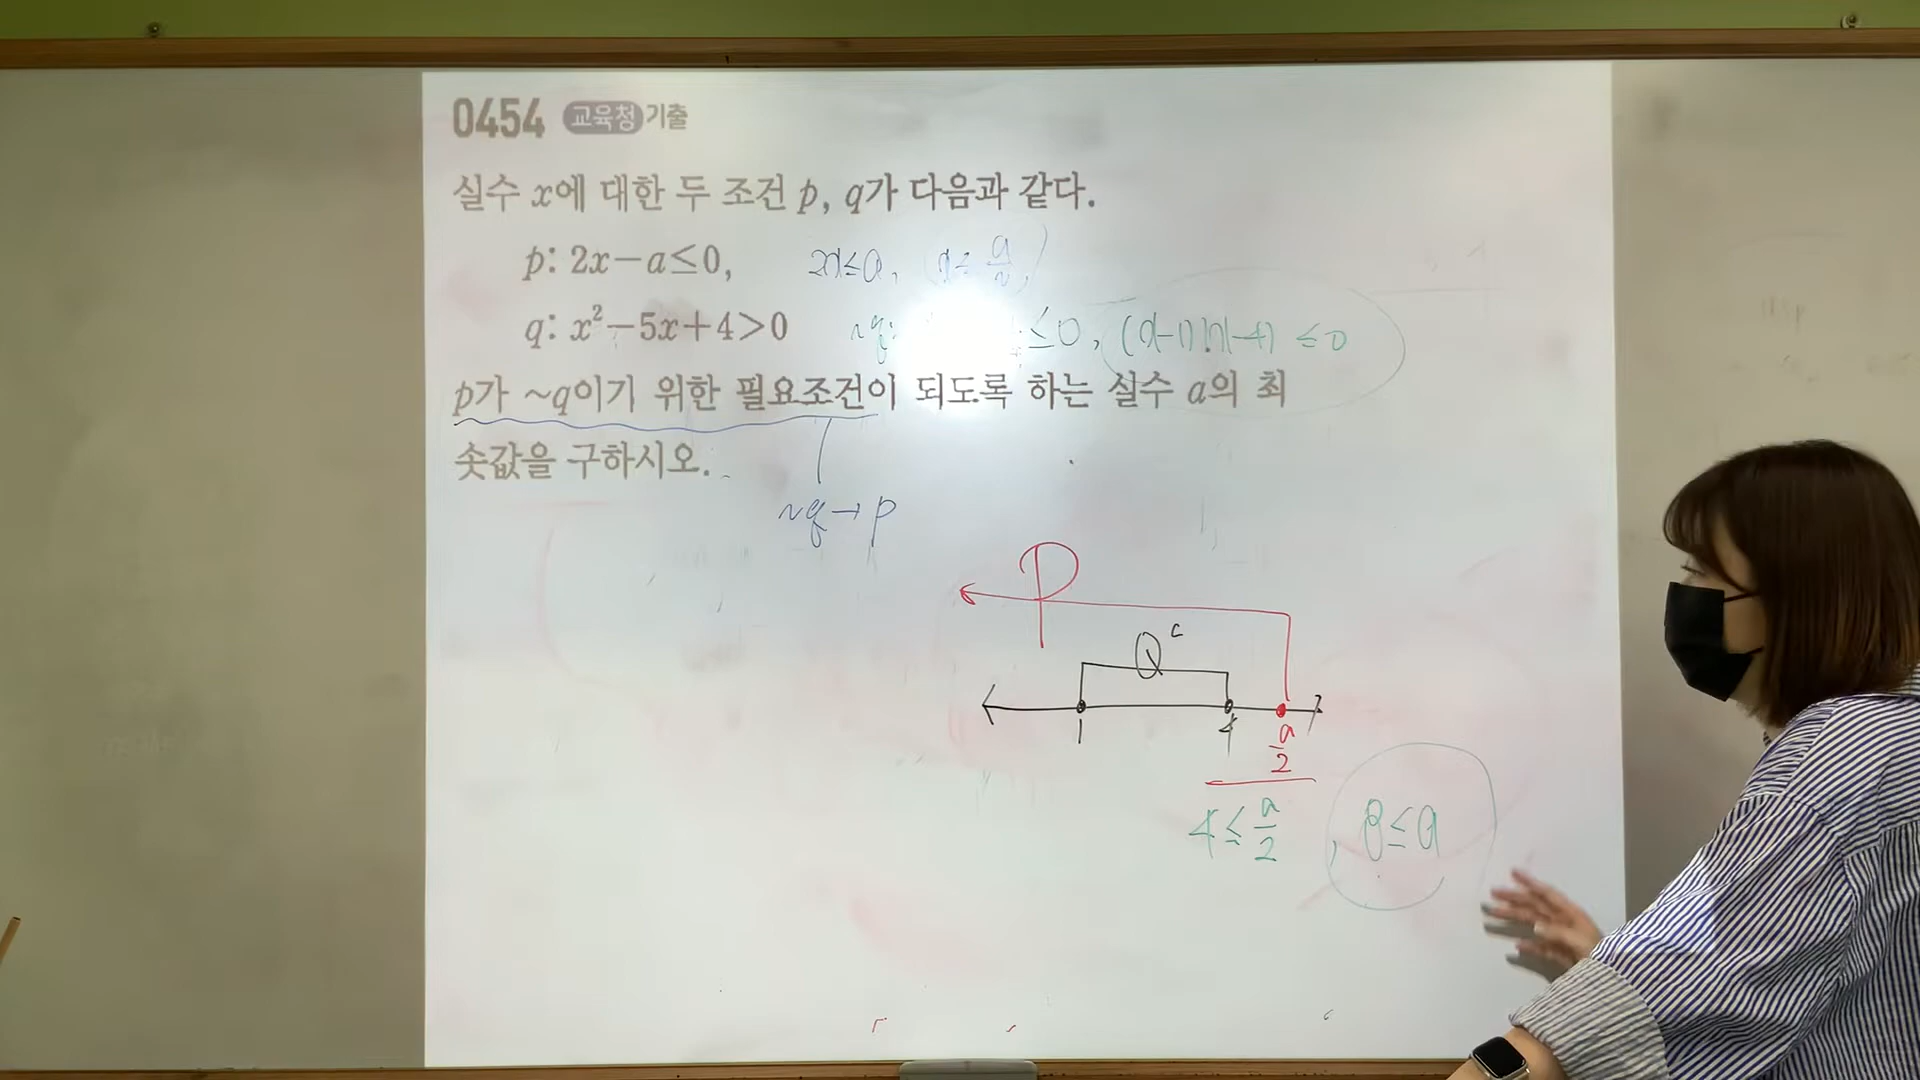 0454 교육청 기출
실수 x에 대한 두 조건 p, q가 다음과 같다.
p: 2x-a≤0, 2x≤a, x≤a/2
q: x²-5x+4>0 ~q: ≤0, (x-1)(x-4)≤0
p가 ~q이기 위한 필요조건이 되도록 하는 실수 a의 최
솟값을 구하시오.
~q→p
P
Qᶜ
1 4 a/2
4≤a/2, 8≤a